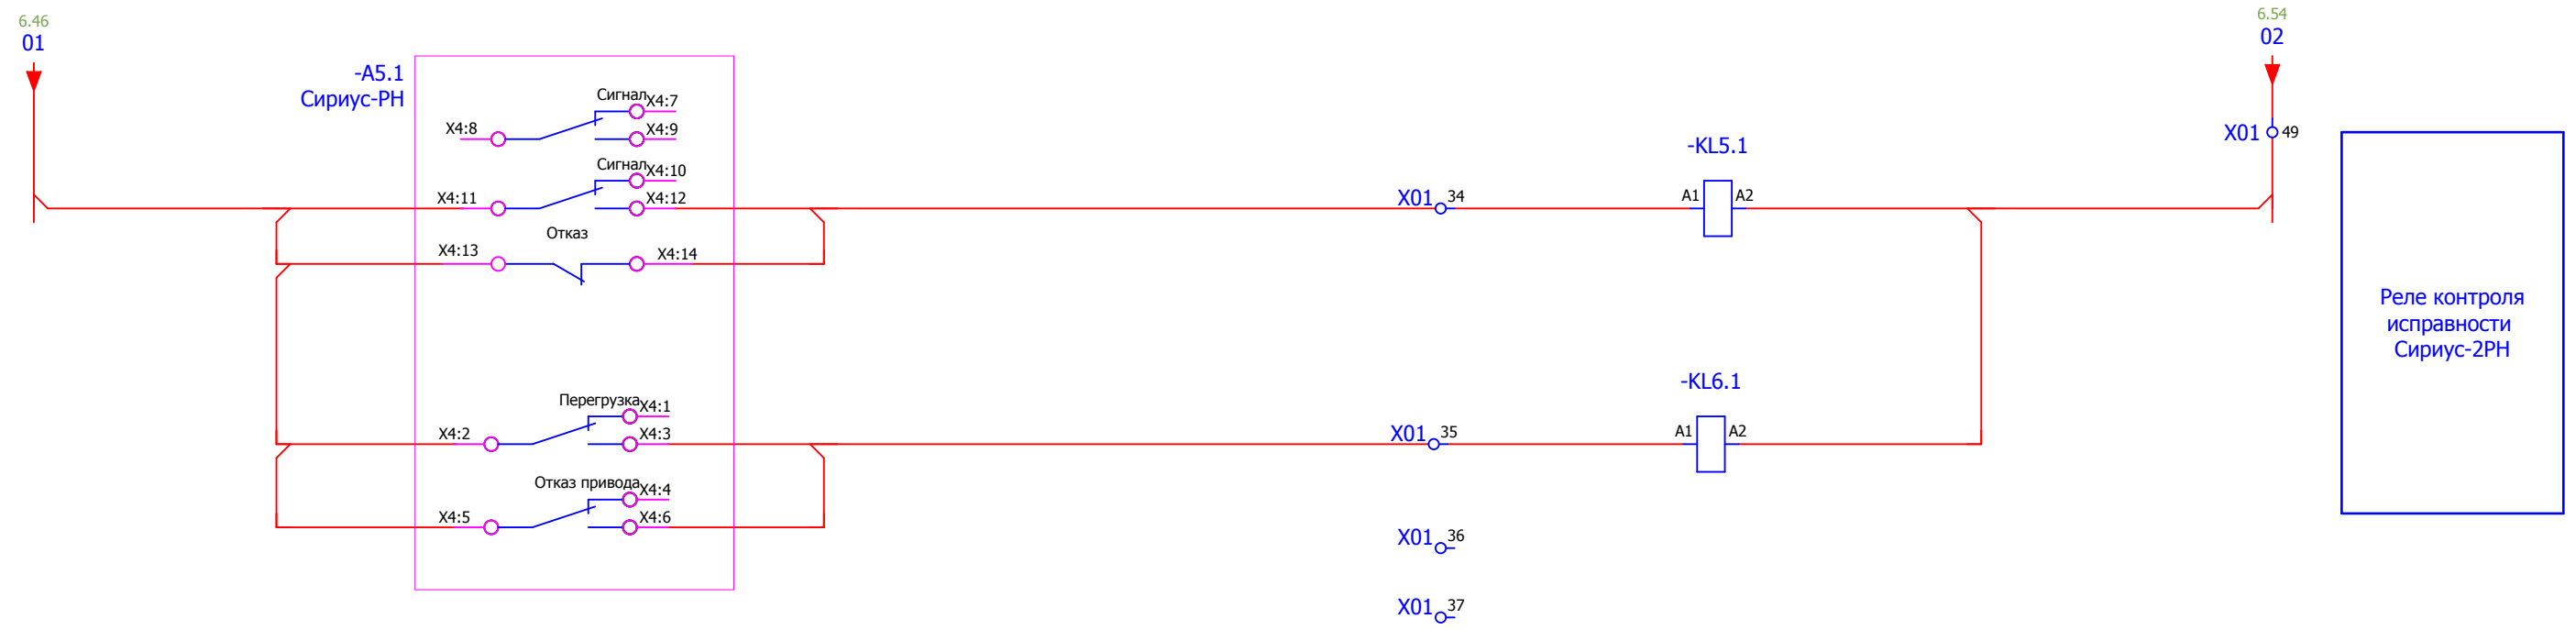 6.46
01
6.54
02
-A5.1
Сириус-РН
Сигнал
X4:7
X4:8
X4:9
X01
49
-KL5.1
Сигнал
X4:10
X4:11
X4:12
X01
34
A1
A2
Отказ
X4:13
X4:14
Реле контроля
исправности
Сириус-2РН
-KL6.1
Перегрузка
X4:1
X4:2
X4:3
X01
35
A1
A2
Отказ привода
X4:4
X4:5
X4:6
X01
36
X01
37